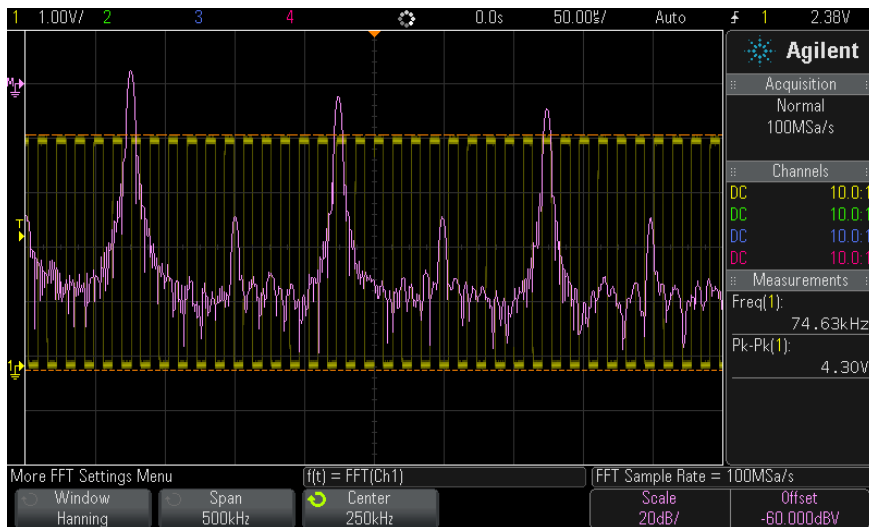 1 1.00V/ 2 3 4 0.0s 50.00µs/ Auto 1 2.38V
Agilent
Acquisition
Normal
100MSa/s
Channels
DC 10.0:1
DC 10.0:1
DC 10.0:1
DC 10.0:1
Measurements
Freq(1):
74.63kHz
Pk-Pk(1):
4.30V
M
T
1
More FFT Settings Menu f(t) = FFT(Ch1) FFT Sample Rate = 100MSa/s
Window Span Center Scale Offset
Hanning 500kHz 250kHz 20dB/ -60.000dBV